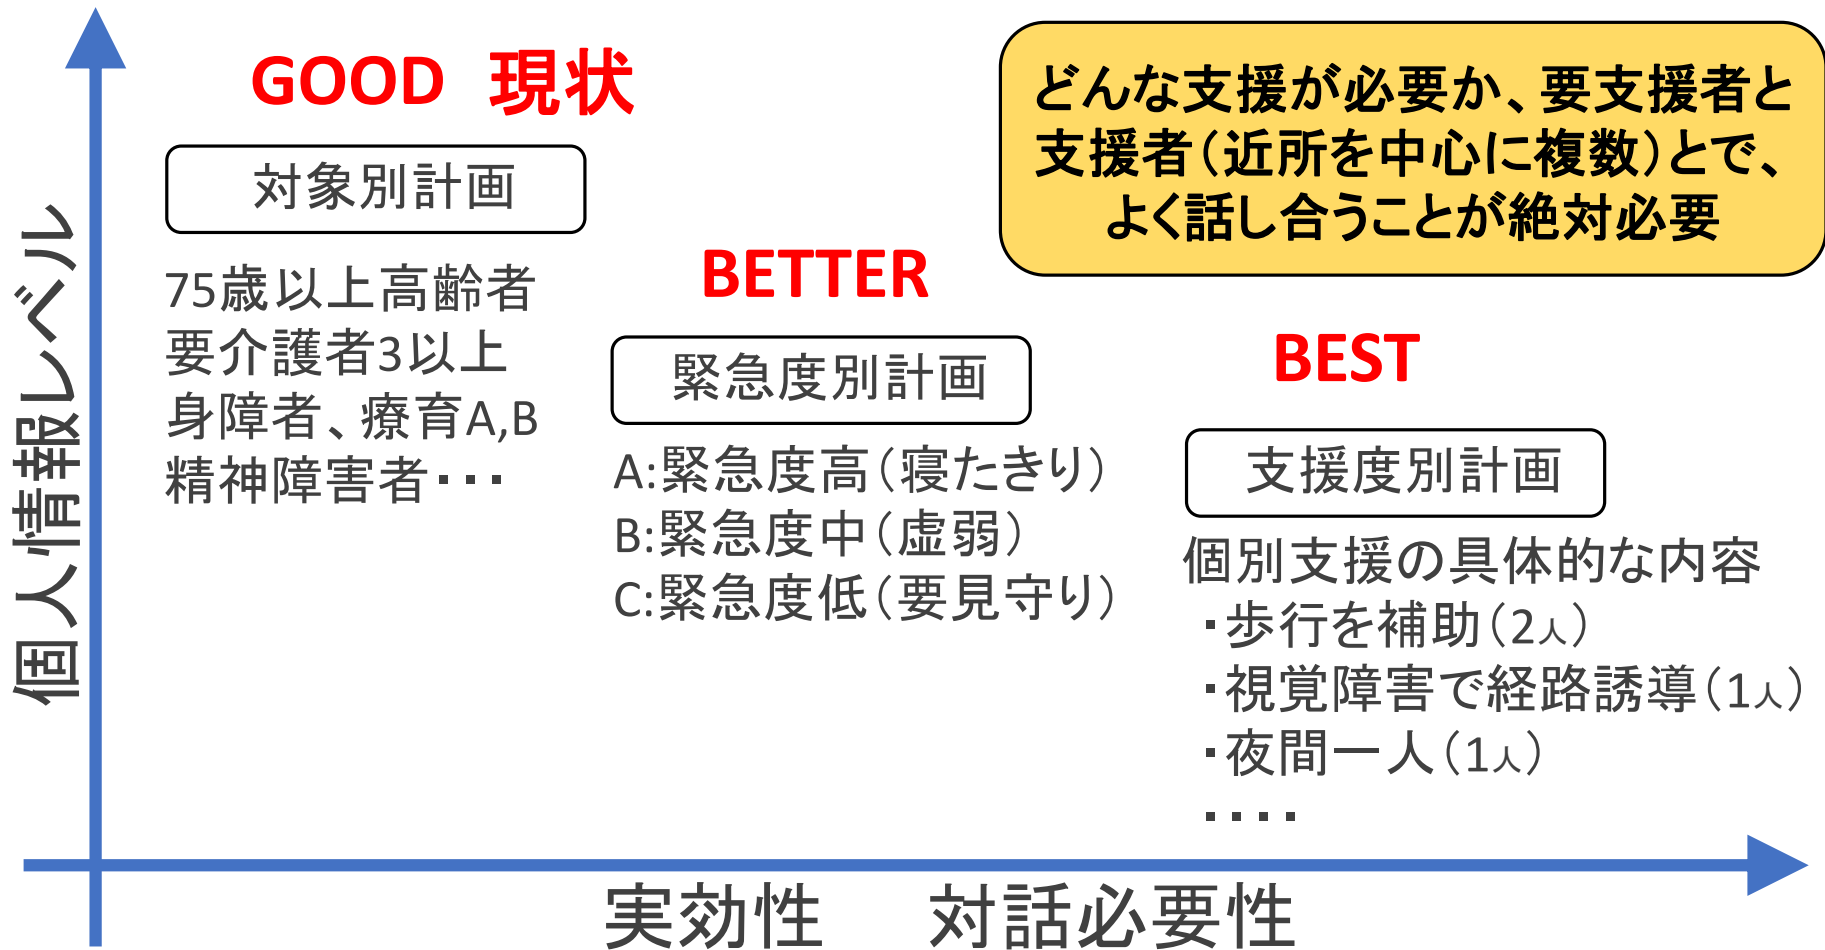 個人情報レベル
GOOD　現状
対象別計画
75歳以上高齢者
要介護者3以上
身障者、療育A,B
精神障害者・・・
BETTER
緊急度別計画
A:緊急度高(寝たきり)
B:緊急度中(虚弱)
C:緊急度低(要見守り)
どんな支援が必要か、要支援者と
支援者(近所を中心に複数)とで、
よく話し合うことが絶対必要
BEST
支援度別計画
個別支援の具体的な内容
・歩行を補助(2人)
・視覚障害で経路誘導(1人)
・夜間一人(1人)
・・・・
実効性　対話必要性